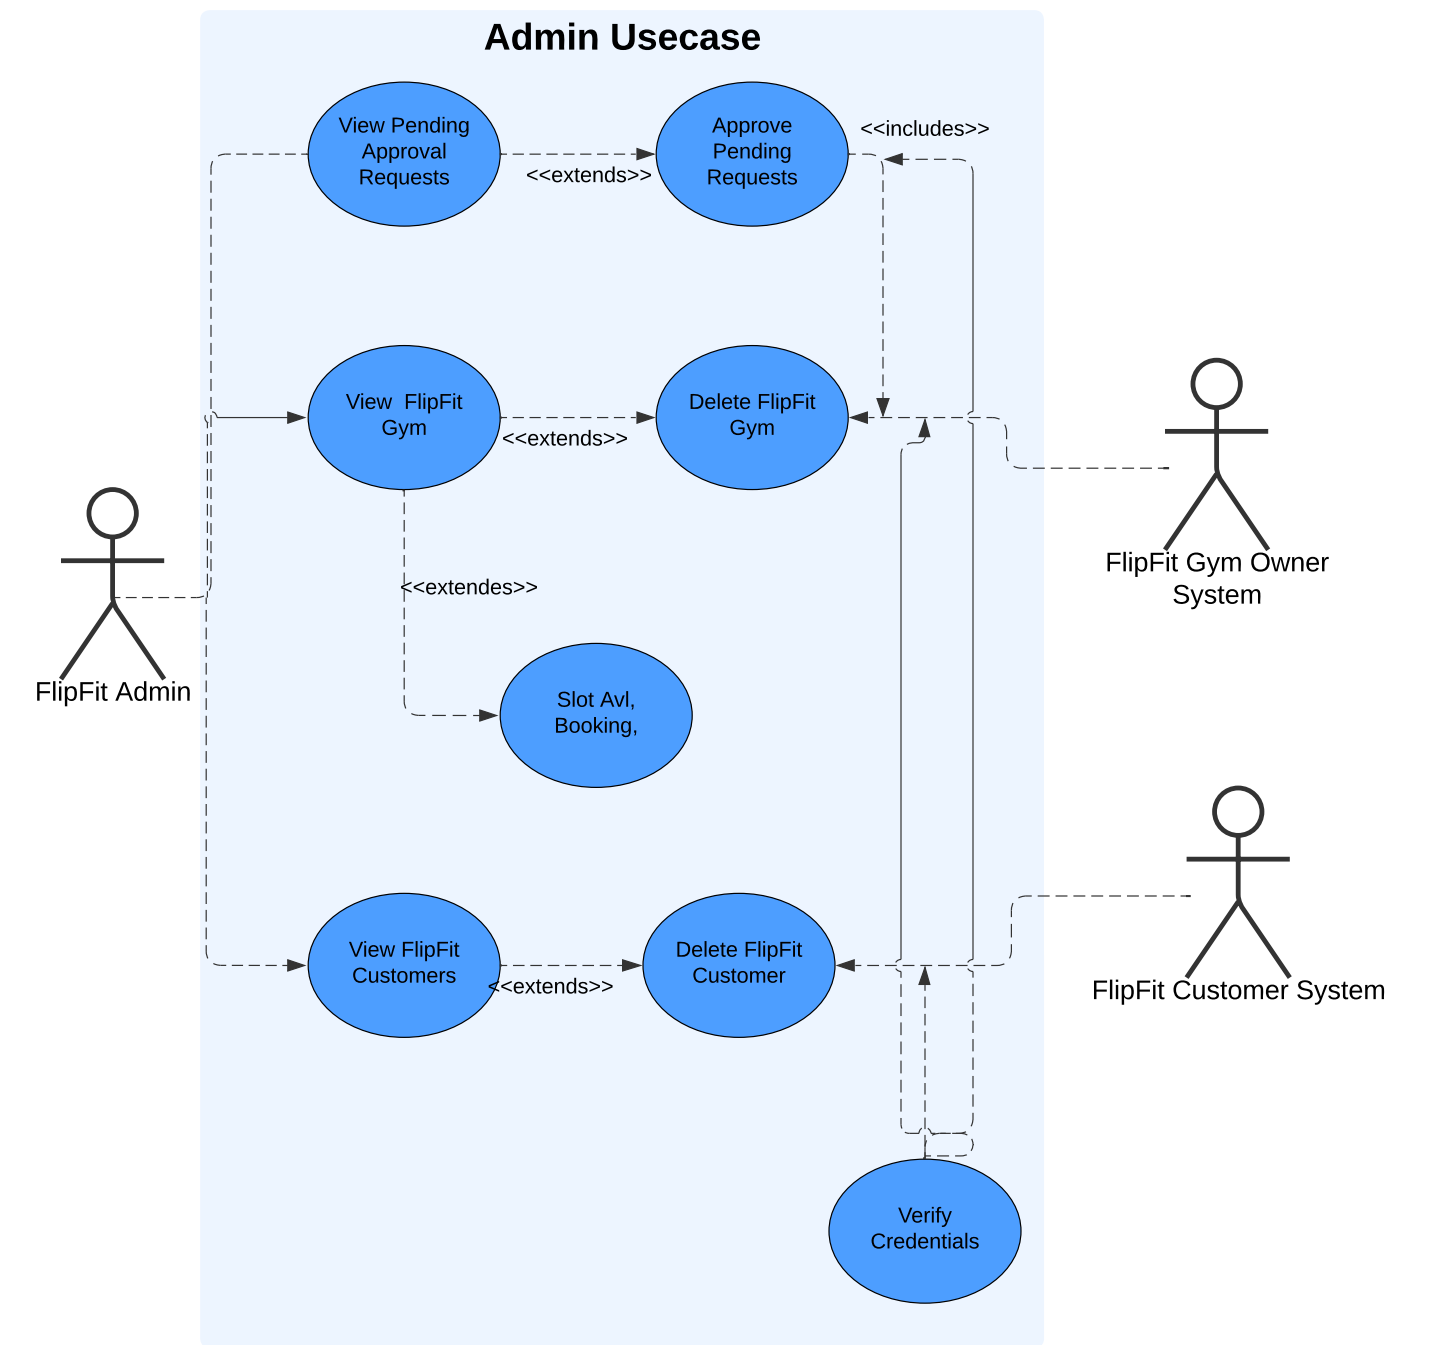 Admin Usecase
View Pending
Approval
Requests
<<extends>>
Approve
Pending
Requests
<<includes>>
View  FlipFit
Gym
<<extends>>
Delete FlipFit
Gym
FlipFit Gym Owner
System
<<extendes>>
FlipFit Admin
Slot Avl,
Booking,
View FlipFit
Customers
<<extends>>
Delete FlipFit
Customer
FlipFit Customer System
Verify
Credentials